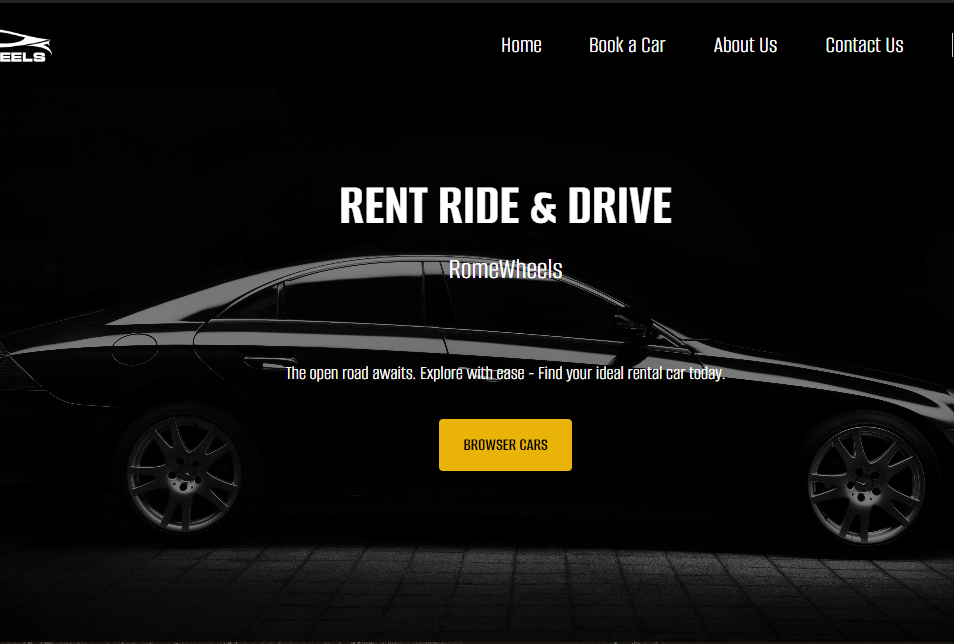 EELS
Home Book a Car About Us Contact Us
RENT RIDE & DRIVE
RomeWheels
The open road awaits. Explore with ease - Find your ideal rental car today.
BROWSER CARS